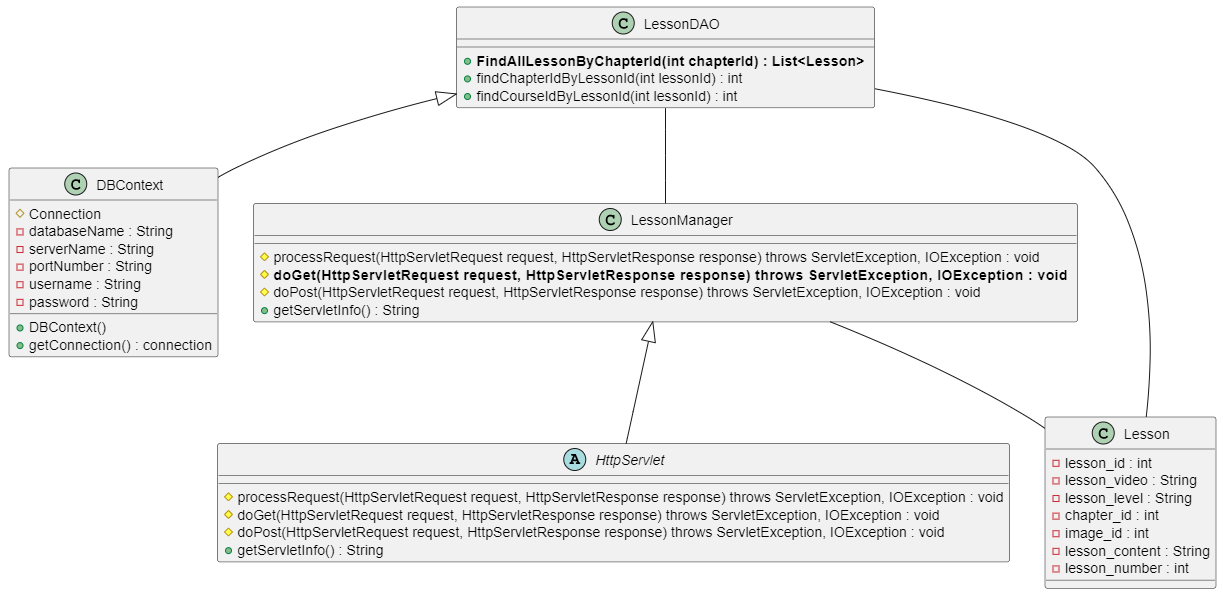 C LessonDAO
FindAllLessonByChapterId(int chapterId) : List<Lesson>
findChapterIdByLessonId(int lessonId) : int
findCourseIdByLessonId(int lessonId) : int
C DBContext
Connection
databaseName : String
serverName : String
portNumber : String
username : String
password : String
DBContext()
getConnection() : connection
C LessonManager
processRequest(HttpServletRequest request, HttpServletResponse response) throws ServletException, IOException : void
doGet(HttpServletRequest request, HttpServletResponse response) throws ServletException, IOException : void
doPost(HttpServletRequest request, HttpServletResponse response) throws ServletException, IOException : void
getServletInfo() : String
A HttpServlet
processRequest(HttpServletRequest request, HttpServletResponse response) throws ServletException, IOException : void
doGet(HttpServletRequest request, HttpServletResponse response) throws ServletException, IOException : void
doPost(HttpServletRequest request, HttpServletResponse response) throws ServletException, IOException : void
getServletInfo() : String
C Lesson
lesson_id : int
lesson_video : String
lesson_level : String
chapter_id : int
image_id : int
lesson_content : String
lesson_number : int